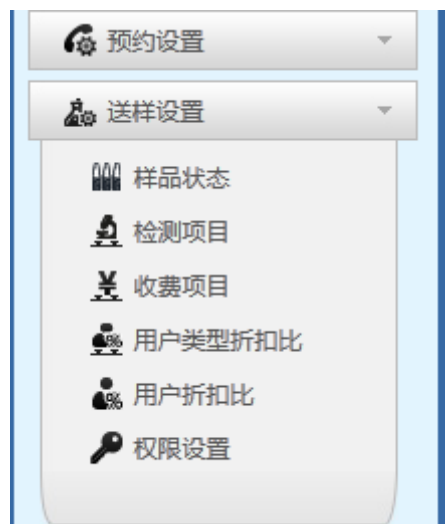 预约设置
送样设置
样品状态
检测项目
收费项目
用户类型折扣比
用户折扣比
权限设置